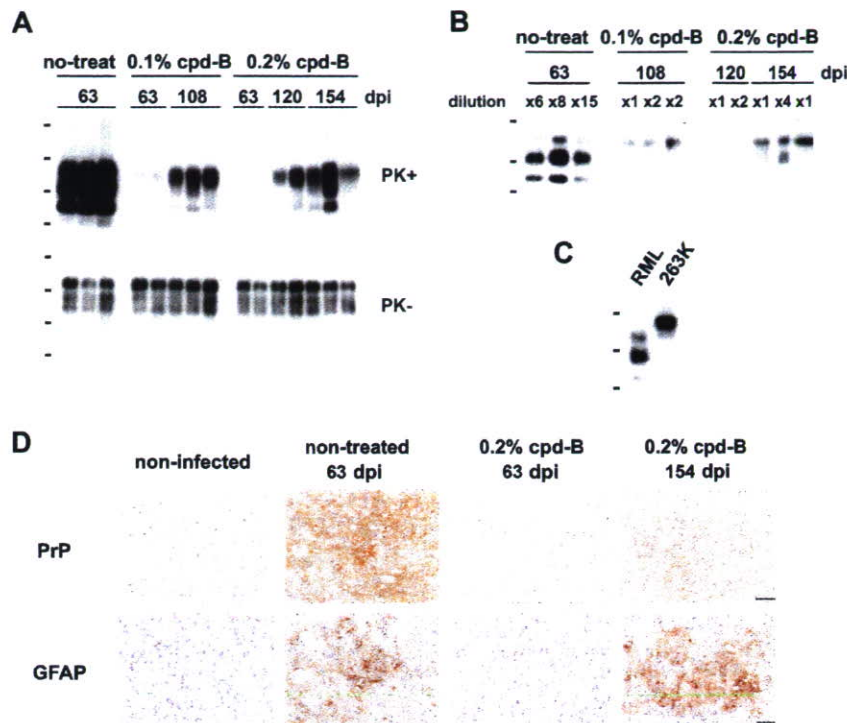 A
no-treat 0.1% cpd-B 0.2% cpd-B
63 63 108 63 120 154 dpi
PK+
PK-
B
no-treat 0.1% cpd-B 0.2% cpd-B
63 108 120 154 dpi
dilution x6 x8 x15 x1 x2 x2 x1 x2 x1 x4 x1
C
RML 263K
D
non-infected non-treated 63 dpi 0.2% cpd-B 63 dpi 0.2% cpd-B 154 dpi
PrP
GFAP